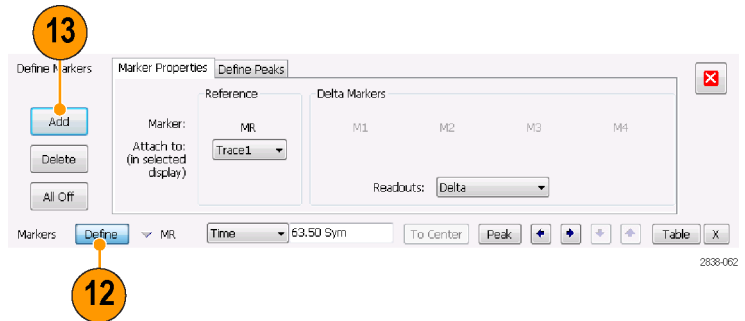 13
Define Markers Marker Properties Define Peaks
Reference Delta Markers
Add Marker: MR M1 M2 M3 M4
Attach to: Trace1
(in selected
display)
Delete
Readouts: Delta
All Off
Markers Define MR Time 63.50 Sym To Center Peak Table X
2838-062
12